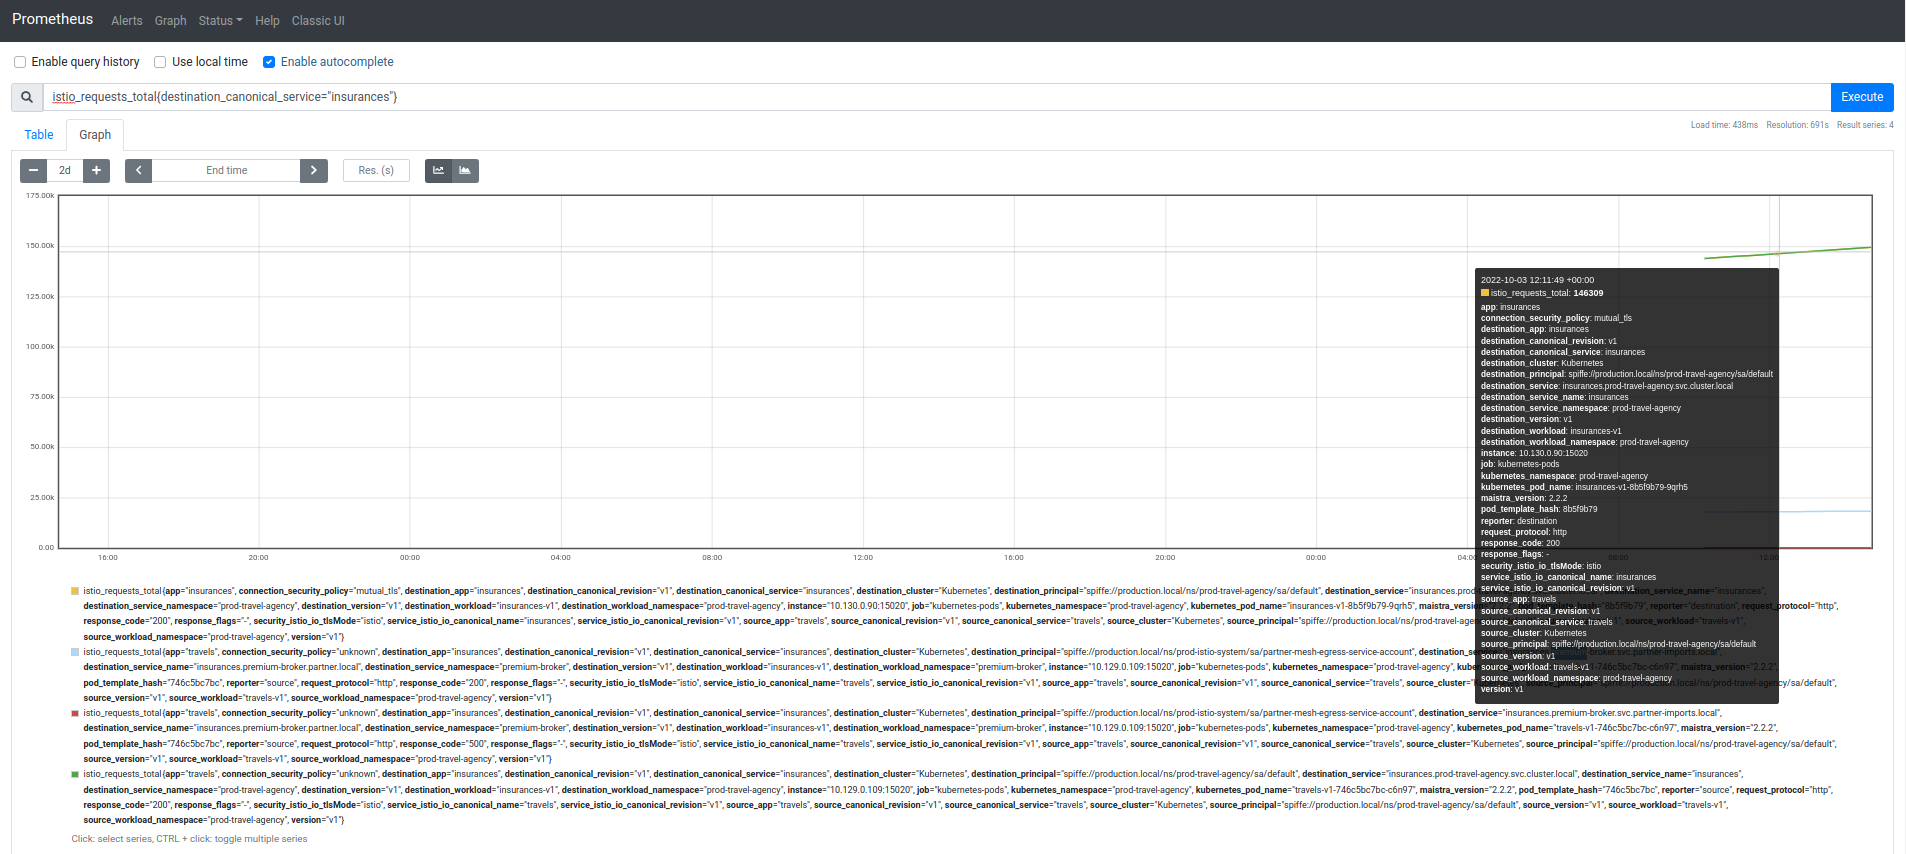 Prometheus Alerts Graph Status Help Classic UI
Enable query history Use local time Enable autocomplete
istio_requests_total{destination_canonical_service="insurances"} Execute
Load time: 438ms Resolution: 691s Result series: 4
Table Graph
2d End time Res. (s)
175.00k
150.00k
125.00k
100.00k
75.00k
50.00k
25.00k
0.00
16:00 20:00 00:00 04:00 08:00 12:00 16:00 20:00 00:00 04:00 08:00 12:00
2022-10-03 12:11:49 +00:00
istio_requests_total: 146309
app: insurances
connection_security_policy: mutual_tls
destination_app: insurances
destination_canonical_revision: v1
destination_canonical_service: insurances
destination_cluster: Kubernetes
destination_principal: spiffe://production.local/ns/prod-travel-agency/sa/default
destination_service: insurances.prod-travel-agency.svc.cluster.local
destination_service_name: insurances
destination_service_namespace: prod-travel-agency
destination_version: v1
destination_workload: insurances-v1
destination_workload_namespace: prod-travel-agency
instance: 10.130.0.90:15020
job: kubernetes-pods
kubernetes_namespace: prod-travel-agency
kubernetes_pod_name: insurances-v1-8b5f9b79-9qrh5
maistra_version: 2.2.2
pod_template_hash: 8b5f9b79
reporter: destination
request_protocol: http
response_code: 200
response_flags: -
security_istio_io_tlsMode: istio
service_istio_io_canonical_name: insurances
service_istio_io_canonical_revision: v1
source_app: travels
source_canonical_revision: v1
source_canonical_service: travels
source_cluster: Kubernetes
source_principal: spiffe://production.local/ns/prod-travel-agency/sa/default
source_version: v1
source_workload: travels-v1
source_workload_namespace: prod-travel-agency
version: v1
istio_requests_total{app="insurances", connection_security_policy="mutual_tls", destination_app="insurances", destination_canonical_revision="v1", destination_canonical_service="insurances", destination_cluster="Kubernetes", destination_principal="spiffe://production.local/ns/prod-travel-agency/sa/default", destination_service="insurances.prod-
destination_service_namespace="prod-travel-agency", destination_version="v1", destination_workload="insurances-v1", destination_workload_namespace="prod-travel-agency", instance="10.130.0.90:15020", job="kubernetes-pods", kubernetes_namespace="prod-travel-agency", kubernetes_pod_name="insurances-v1-8b5f9b79-9qrh5", maistra_version="2.2.2", pod_template_hash="8b5f9b79", reporter="destination", request_protocol="http",
response_code="200", response_flags="-", security_istio_io_tlsMode="istio", service_istio_io_canonical_name="insurances", service_istio_io_canonical_revision="v1", source_app="travels", source_canonical_revision="v1", source_canonical_service="travels", source_cluster="Kubernetes", source_principal="spiffe://production.local/ns/prod-travel-agency source_workload="travels-v1",
source_workload_namespace="prod-travel-agency", version="v1"}
istio_requests_total{app="travels", connection_security_policy="unknown", destination_app="insurances", destination_canonical_revision="v1", destination_canonical_service="insurances", destination_cluster="Kubernetes", destination_principal="spiffe://production.local/ns/prod-istio-system/sa/partner-mesh-egress-service-account",
destination_service_name="insurances.premium-broker.partner.local", destination_service_namespace="premium-broker", destination_version="v1", destination_workload="insurances-v1", destination_workload_namespace="premium-broker", instance="10.129.0.109:15020", job="kubernetes-pods", kubernetes_namespace="prod-travel-agency", maistra_version="2.2.2",
pod_template_hash="746c5bc7bc", reporter="source", request_protocol="http", response_code="200", response_flags="-", security_istio_io_tlsMode="istio", service_istio_io_canonical_name="travels", service_istio_io_canonical_revision="v1", source_app="travels", source_canonical_revision="v1", source_canonical_service="travels", source_cluster="Kubernetes", source_principal="spiffe://production.local/ns/prod-travel-agency/sa/default",
source_version="v1", source_workload="travels-v1", source_workload_namespace="prod-travel-agency", version="v1"}
istio_requests_total{app="travels", connection_security_policy="unknown", destination_app="insurances", destination_canonical_revision="v1", destination_canonical_service="insurances", destination_cluster="Kubernetes", destination_principal="spiffe://production.local/ns/prod-istio-system/sa/partner-mesh-egress-service-account", destination_service="insurances.premium-broker.svc.partner-imports.local",
destination_service_name="insurances.premium-broker.partner.local", destination_service_namespace="premium-broker", destination_version="v1", destination_workload="insurances-v1", destination_workload_namespace="premium-broker", instance="10.129.0.109:15020", job="kubernetes-pods", kubernetes_namespace="prod-travel-agency", kubernetes_pod_name="travels-v1-746c5bc7bc-c6n97", maistra_version="2.2.2",
pod_template_hash="746c5bc7bc", reporter="source", request_protocol="http", response_code="500", response_flags="-", security_istio_io_tlsMode="istio", service_istio_io_canonical_name="travels", service_istio_io_canonical_revision="v1", source_app="travels", source_canonical_revision="v1", source_canonical_service="travels", source_cluster="Kubernetes", source_principal="spiffe://production.local/ns/prod-travel-agency/sa/default",
source_version="v1", source_workload="travels-v1", source_workload_namespace="prod-travel-agency", version="v1"}
istio_requests_total{app="travels", connection_security_policy="unknown", destination_app="insurances", destination_canonical_revision="v1", destination_canonical_service="insurances", destination_cluster="Kubernetes", destination_principal="spiffe://production.local/ns/prod-travel-agency/sa/default", destination_service="insurances.prod-travel-agency.svc.cluster.local", destination_service_name="insurances",
destination_service_namespace="prod-travel-agency", destination_version="v1", destination_workload="insurances-v1", destination_workload_namespace="prod-travel-agency", instance="10.129.0.109:15020", job="kubernetes-pods", kubernetes_namespace="prod-travel-agency", kubernetes_pod_name="travels-v1-746c5bc7bc-c6n97", maistra_version="2.2.2", pod_template_hash="746c5bc7bc", reporter="source", request_protocol="http",
response_code="200", response_flags="-", security_istio_io_tlsMode="istio", service_istio_io_canonical_name="travels", service_istio_io_canonical_revision="v1", source_app="travels", source_canonical_revision="v1", source_canonical_service="travels", source_cluster="Kubernetes", source_principal="spiffe://production.local/ns/prod-travel-agency/sa/default", source_version="v1", source_workload="travels-v1",
source_workload_namespace="prod-travel-agency", version="v1"}
Click: select series, CTRL + click: toggle multiple series